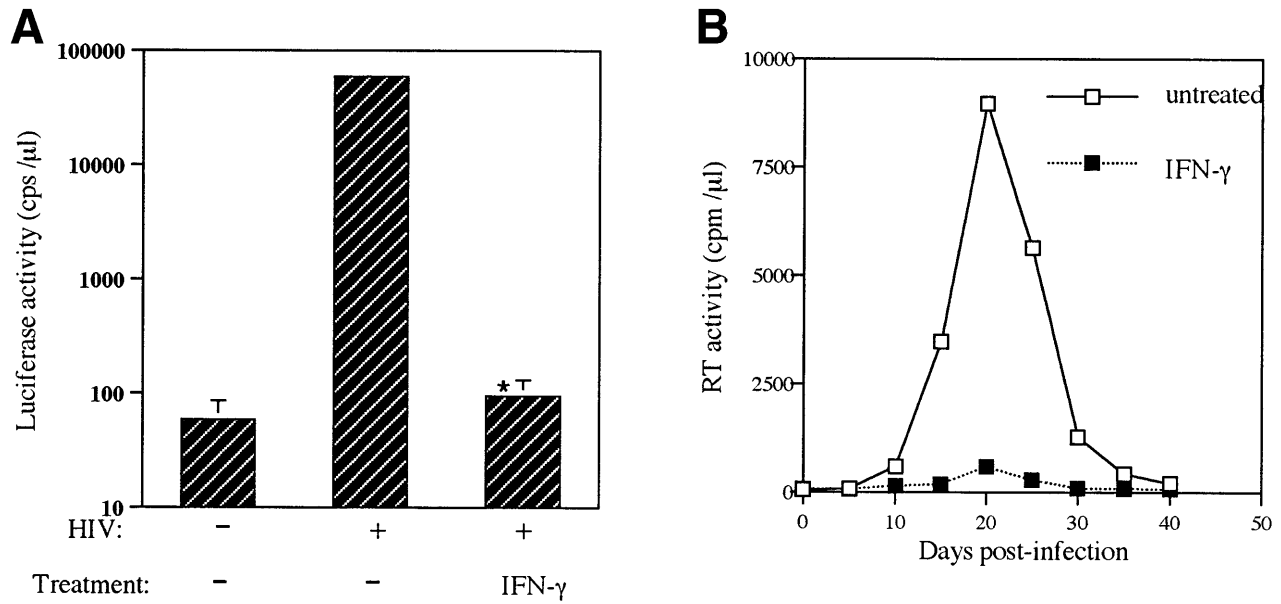 A
Luciferase activity (cps /µl)
100000
10000
1000
100
10
*
HIV: - + +
Treatment: - - IFN-γ
B
RT activity (cpm /µl)
10000
7500
5000
2500
0
untreated
IFN-γ
0 10 20 30 40 50
Days post-infection